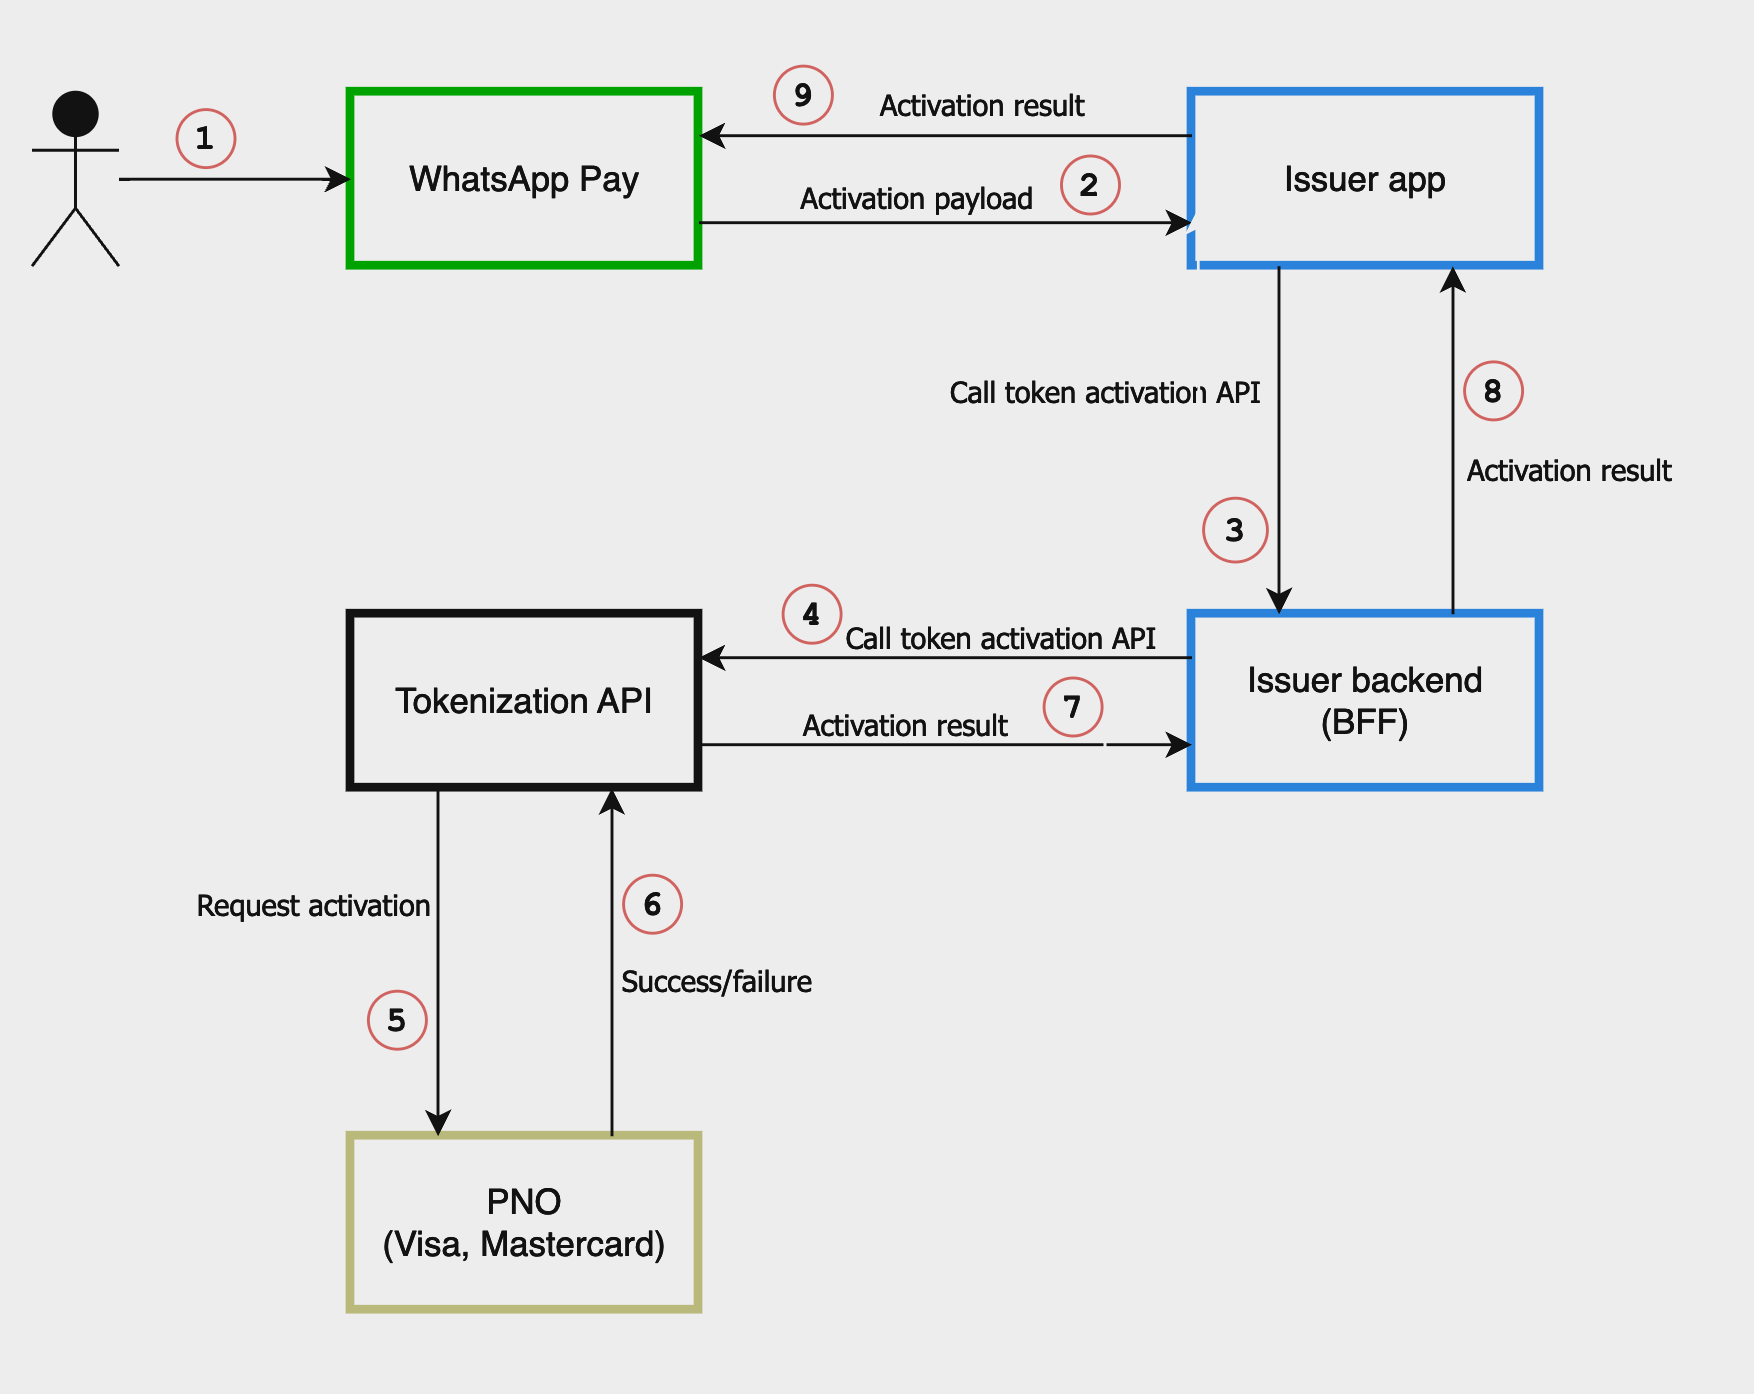 1
WhatsApp Pay
9
Activation result
Activation payload
2
Issuer app
Call token activation API
3
8
Activation result
4
Call token activation API
Tokenization API
Activation result
7
Issuer backend
(BFF)
Request activation
5
6
Success/failure
PNO
(Visa, Mastercard)